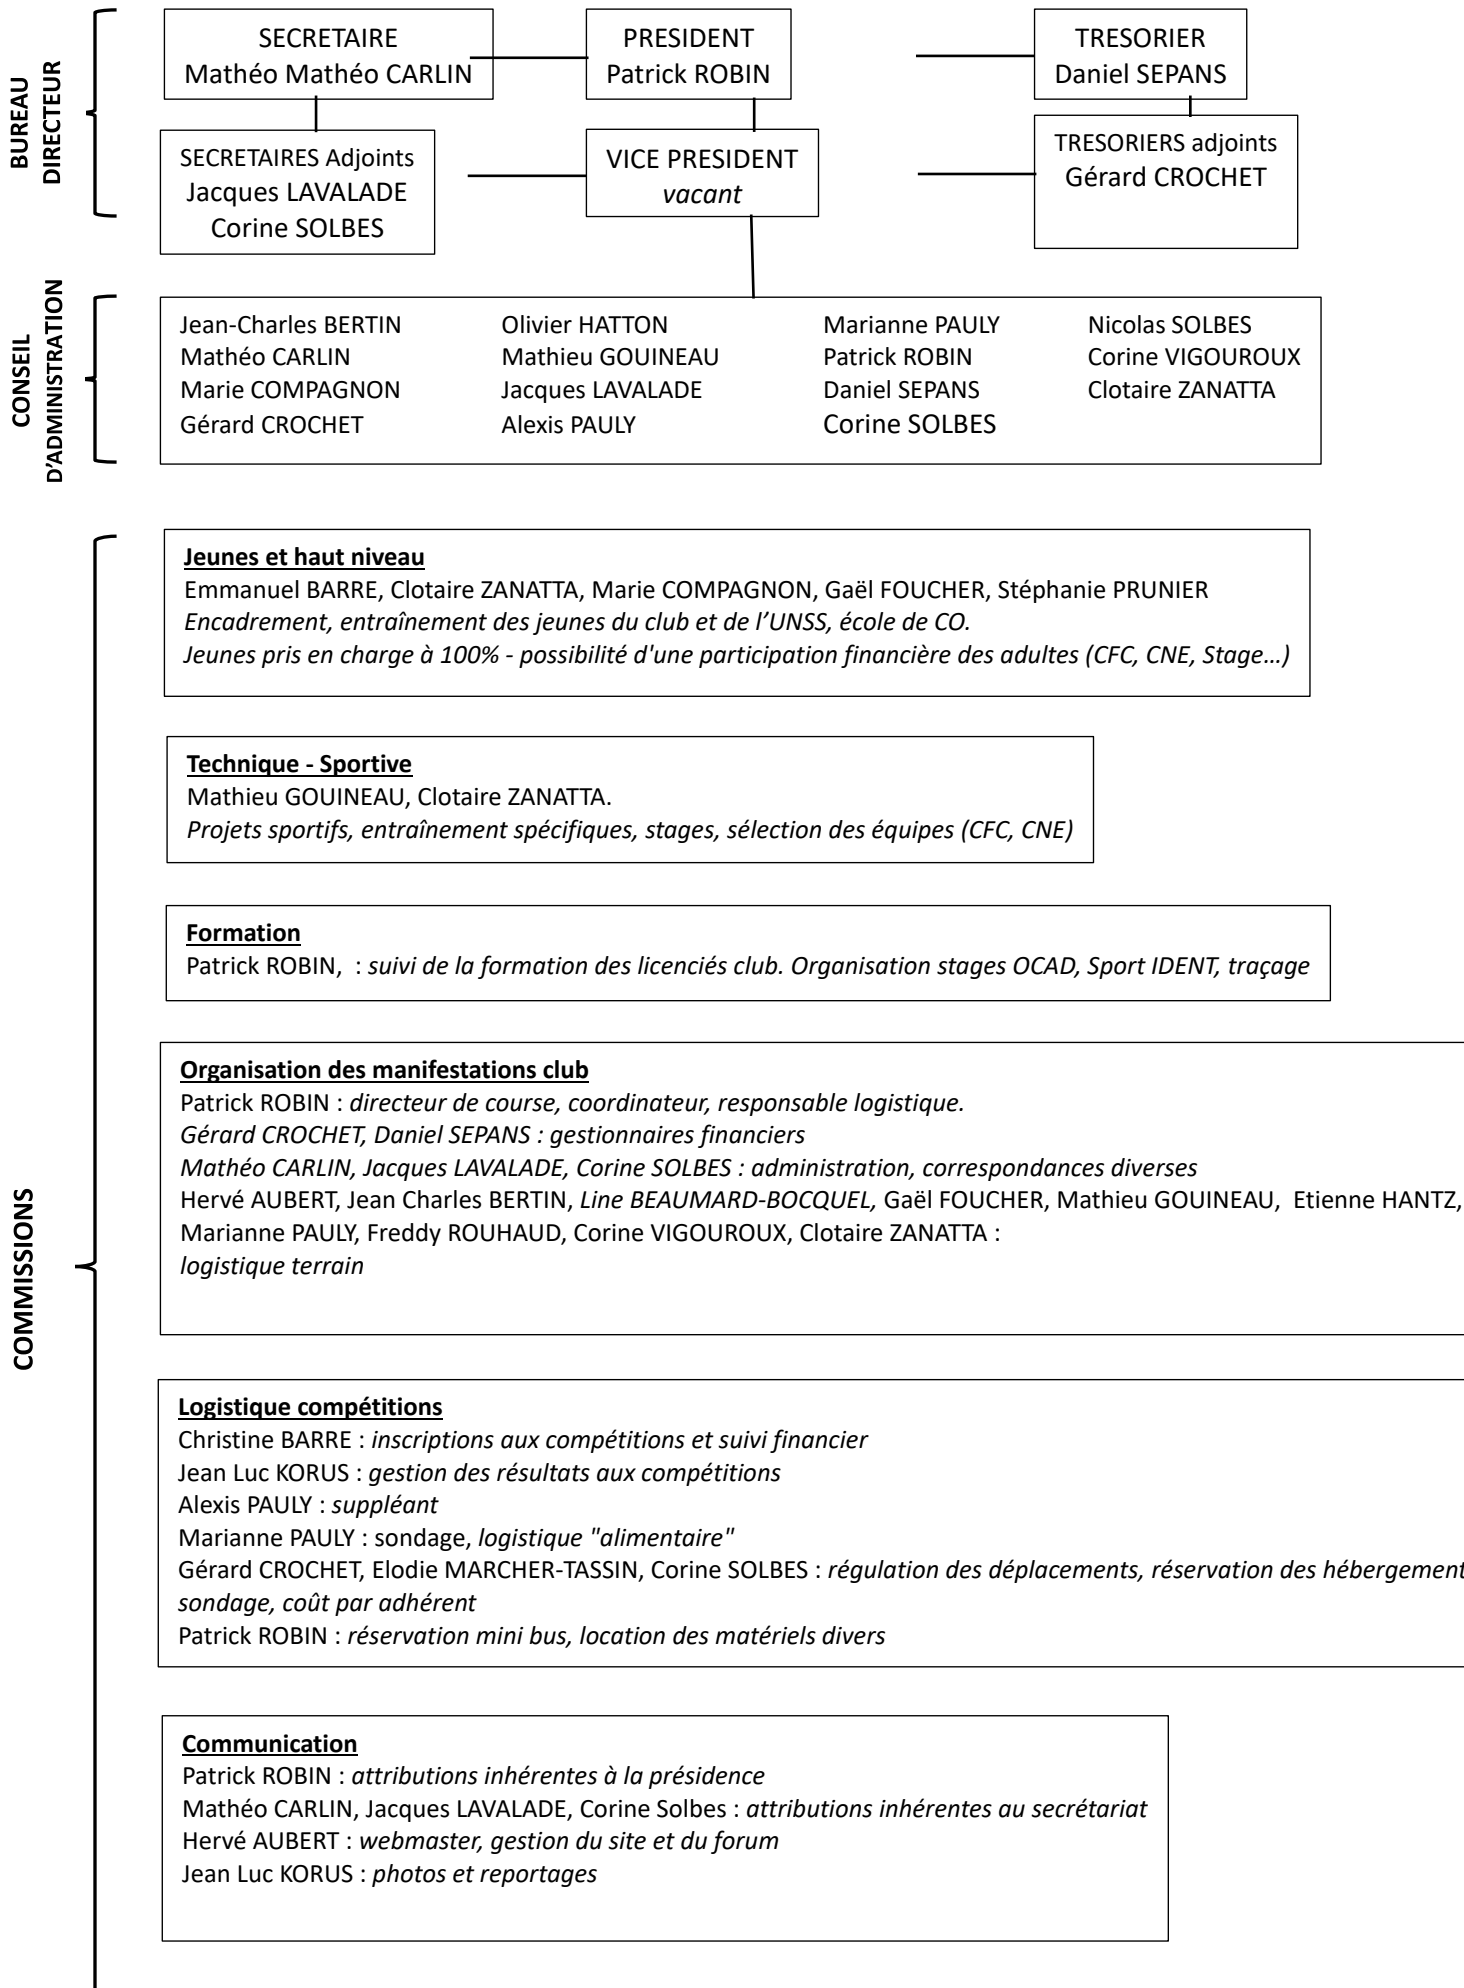 BUREAU
DIRECTEUR
SECRETAIRE
Mathéo Mathéo CARLIN
PRESIDENT
Patrick ROBIN
TRESORIER
Daniel SEPANS
SECRETAIRES Adjoints
Jacques LAVALADE
Corine SOLBES
VICE PRESIDENT
vacant
TRESORIERS adjoints
Gérard CROCHET
CONSEIL
D'ADMINISTRATION
Jean-Charles BERTIN
Mathéo CARLIN
Marie COMPAGNON
Gérard CROCHET
Olivier HATTON
Mathieu GOUINEAU
Jacques LAVALADE
Alexis PAULY
Marianne PAULY
Patrick ROBIN
Daniel SEPANS
Corine SOLBES
Nicolas SOLBES
Corine VIGOUROUX
Clotaire ZANATTA
COMMISSIONS
Jeunes et haut niveau
Emmanuel BARRE, Clotaire ZANATTA, Marie COMPAGNON, Gaël FOUCHER, Stéphanie PRUNIER
Encadrement, entraînement des jeunes du club et de l’UNSS, école de CO.
Jeunes pris en charge à 100% - possibilité d'une participation financière des adultes (CFC, CNE, Stage…)
Technique - Sportive
Mathieu GOUINEAU, Clotaire ZANATTA.
Projets sportifs, entraînement spécifiques, stages, sélection des équipes (CFC, CNE)
Formation
Patrick ROBIN,  : suivi de la formation des licenciés club. Organisation stages OCAD, Sport IDENT, traçage
Organisation des manifestations club
Patrick ROBIN : directeur de course, coordinateur, responsable logistique.
Gérard CROCHET, Daniel SEPANS : gestionnaires financiers
Mathéo CARLIN, Jacques LAVALADE, Corine SOLBES : administration, correspondances diverses
Hervé AUBERT, Jean Charles BERTIN, Line BEAUMARD-BOCQUEL, Gaël FOUCHER, Mathieu GOUINEAU,  Etienne HANTZ,
Marianne PAULY, Freddy ROUHAUD, Corine VIGOUROUX, Clotaire ZANATTA :
logistique terrain
Logistique compétitions
Christine BARRE : inscriptions aux compétitions et suivi financier
Jean Luc KORUS : gestion des résultats aux compétitions
Alexis PAULY : suppléant
Marianne PAULY : sondage, logistique "alimentaire"
Gérard CROCHET, Elodie MARCHER-TASSIN, Corine SOLBES : régulation des déplacements, réservation des hébergement
sondage, coût par adhérent
Patrick ROBIN : réservation mini bus, location des matériels divers
Communication
Patrick ROBIN : attributions inhérentes à la présidence
Mathéo CARLIN, Jacques LAVALADE, Corine Solbes : attributions inhérentes au secrétariat
Hervé AUBERT : webmaster, gestion du site et du forum
Jean Luc KORUS : photos et reportages